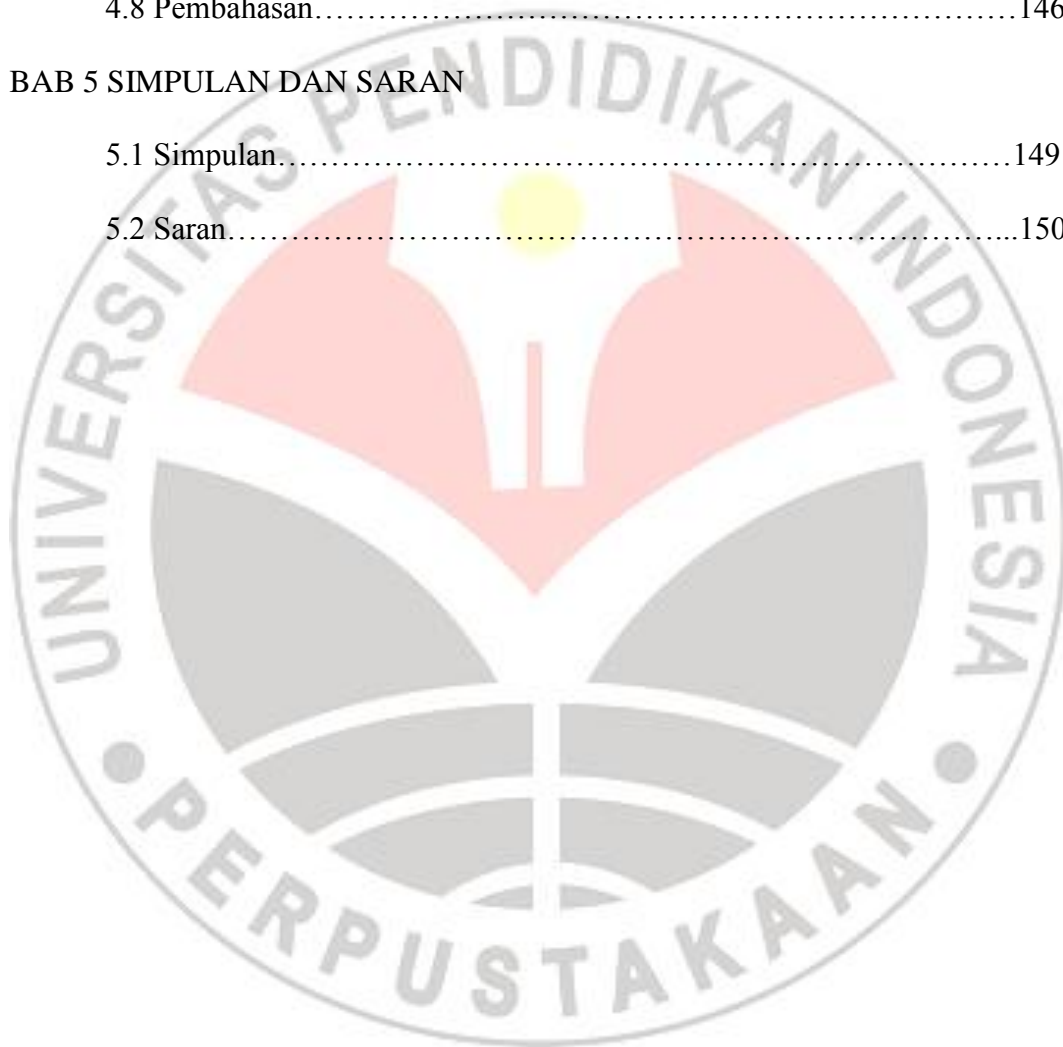 4.8 Pembahasan……………………………………………………………146
BAB 5 SIMPULAN DAN SARAN
5.1 Simpulan…………………………………………………………….149
5.2 Saran………………………………………………………………...150
UNIVERSITAS PENDIDIKAN INDONESIA
PERPUSTAKAAN